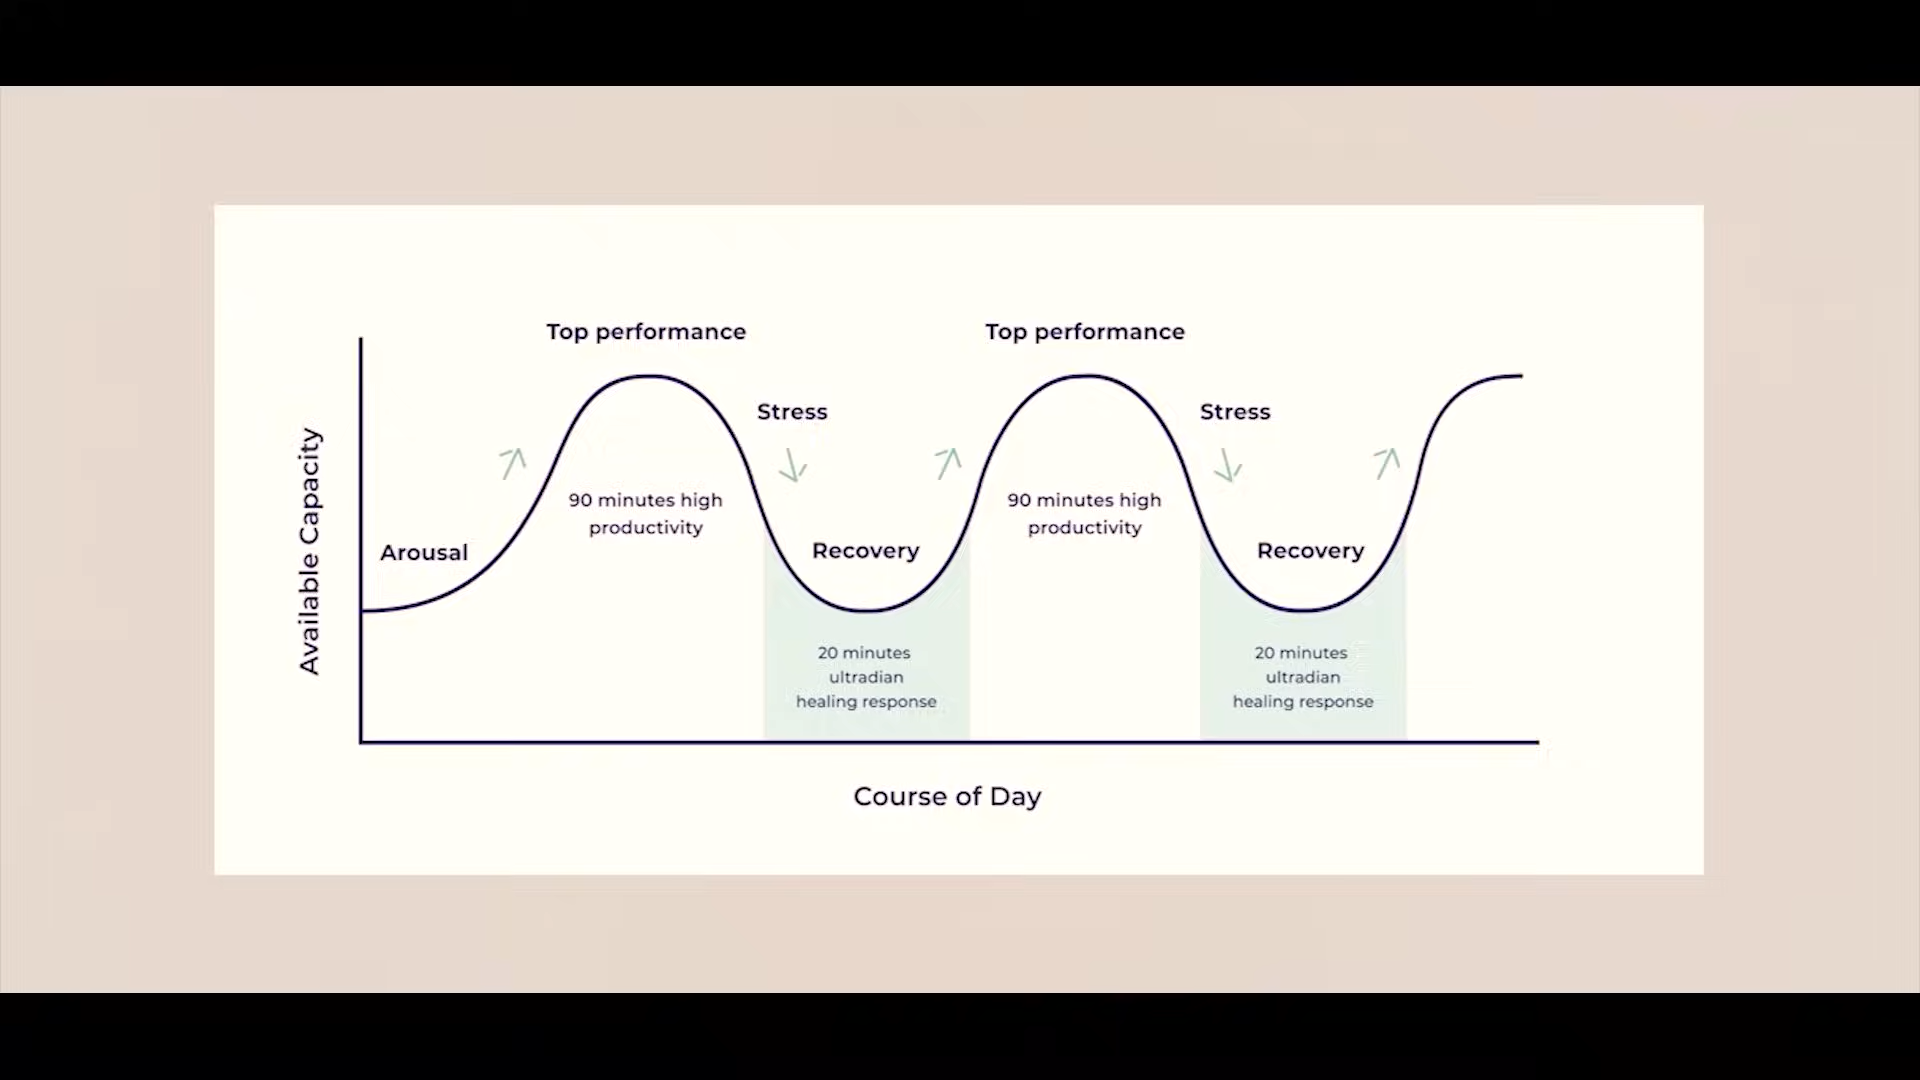 Top performance
Top performance
Stress
Stress
Available Capacity
90 minutes high
productivity
90 minutes high
productivity
Arousal
Recovery
Recovery
20 minutes
ultradian
healing response
20 minutes
ultradian
healing response
Course of Day